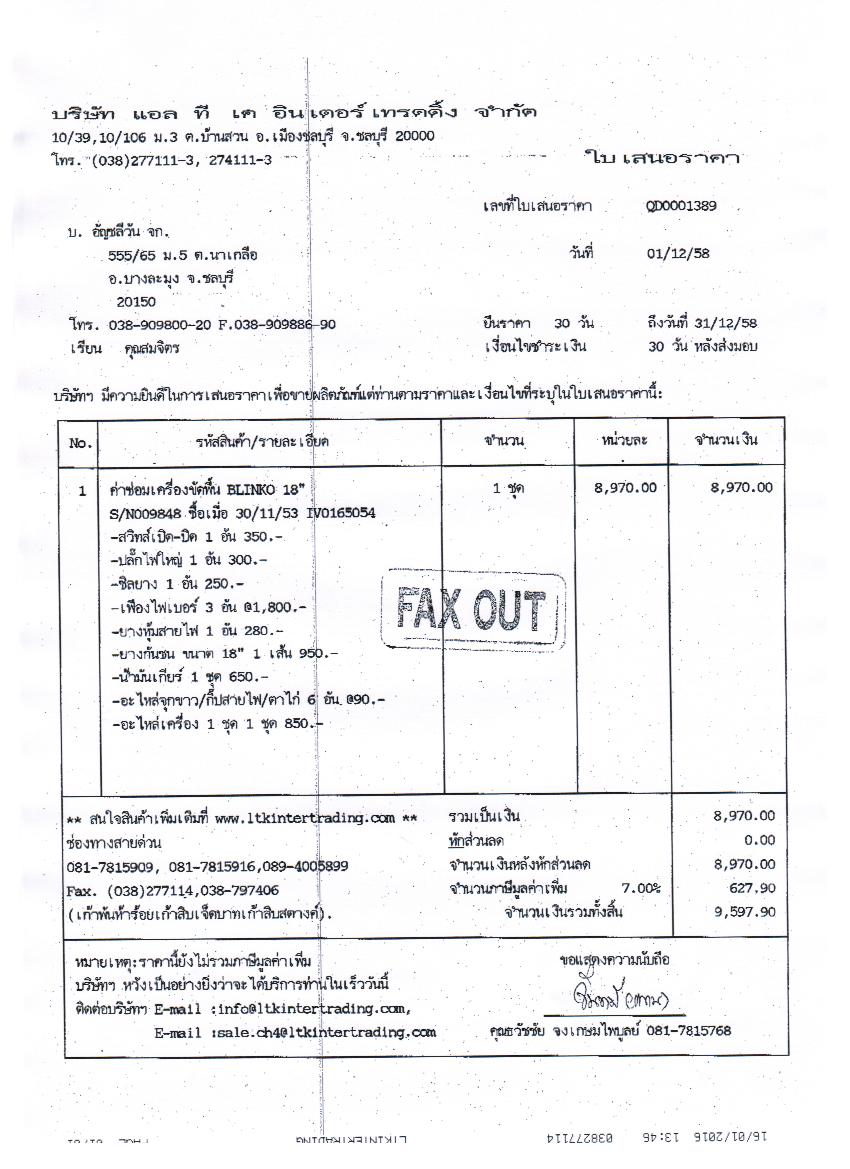 บริษัท แอล ที เค อินเตอร์เทรดดิ้ง จำกัด
10/39,10/106 ม.3 ต.บ้านสวน อ.เมืองชลบุรี จ.ชลบุรี 20000
โทร. (038)277111-3, 274111-3
ใบเสนอราคา
เลขที่ใบเสนอราคา QD0001389
บ. อัญชลีวัน จก.
555/65 ม.5 ต.นาเกลือ
วันที่ 01/12/58
อ.บางละมุง จ.ชลบุรี
20150
โทร. 038-909800-20 F.038-909886-90
ยืนราคา 30 วัน ถึงวันที่ 31/12/58
เรียน คุณสมจิตร
เงื่อนไขชำระเงิน 30 วัน หลังส่งมอบ
บริษัทฯ มีความยินดีในการเสนอราคาเพื่อขายผลิตภัณฑ์แด่ท่านตามราคาและเงื่อนไขที่ระบุในใบเสนอราคานี้:
No. รหัสสินค้า/รายละเอียด จำนวน หน่วยละ จำนวนเงิน
1 ค่าซ่อมเครื่องขัดพื้น BLINKO 18" 1 ชุด 8,970.00 8,970.00
S/N009848 ซื้อเมื่อ 30/11/53 IV0165054
-สวิทส์เปิด-ปิด 1 อัน 350.-
-ปลั๊กไฟใหญ่ 1 อัน 300.-
-ซิลยาง 1 อัน 250.-
-เฟืองไฟเบอร์ 3 อัน @1,800.-
-ยางหุ้มสายไฟ 1 อัน 280.-
-ยางกันชน ขนาด 18" 1 เส้น 950.-
-น้ำมันเกียร์ 1 ชุด 650.-
-อะไหล่จุกขาว/กิ๊ปสายไฟ/ตาไก่ 6 อัน @90.-
-อะไหล่เครื่อง 1 ชุด 1 ชุด 850.-
FAX OUT
** สนใจสินค้าเพิ่มเติมที่ www.ltkintertrading.com ** รวมเป็นเงิน 8,970.00
ช่องทางสายด่วน หักส่วนลด 0.00
081-7815909, 081-7815916,089-4005899 จำนวนเงินหลังหักส่วนลด 8,970.00
Fax. (038)277114,038-797406 จำนวนภาษีมูลค่าเพิ่ม 7.00% 627.90
(เก้าพันห้าร้อยเก้าสิบเจ็ดบาทเก้าสิบสตางค์). จำนวนเงินรวมทั้งสิ้น 9,597.90
หมายเหตุ:ราคานี้ยังไม่รวมภาษีมูลค่าเพิ่ม
ขอแสดงความนับถือ
บริษัทฯ หวังเป็นอย่างยิ่งว่าจะได้บริการท่านในเร็ววันนี้
ติดต่อบริษัทฯ E-mail :info@ltkintertrading.com,
E-mail :sale.ch4@ltkintertrading.com
คุณธวัชชัย จงเกษมไพบูลย์ 081-7815768
16/01/2016 13:46 038277114 LTKINTERTRADING